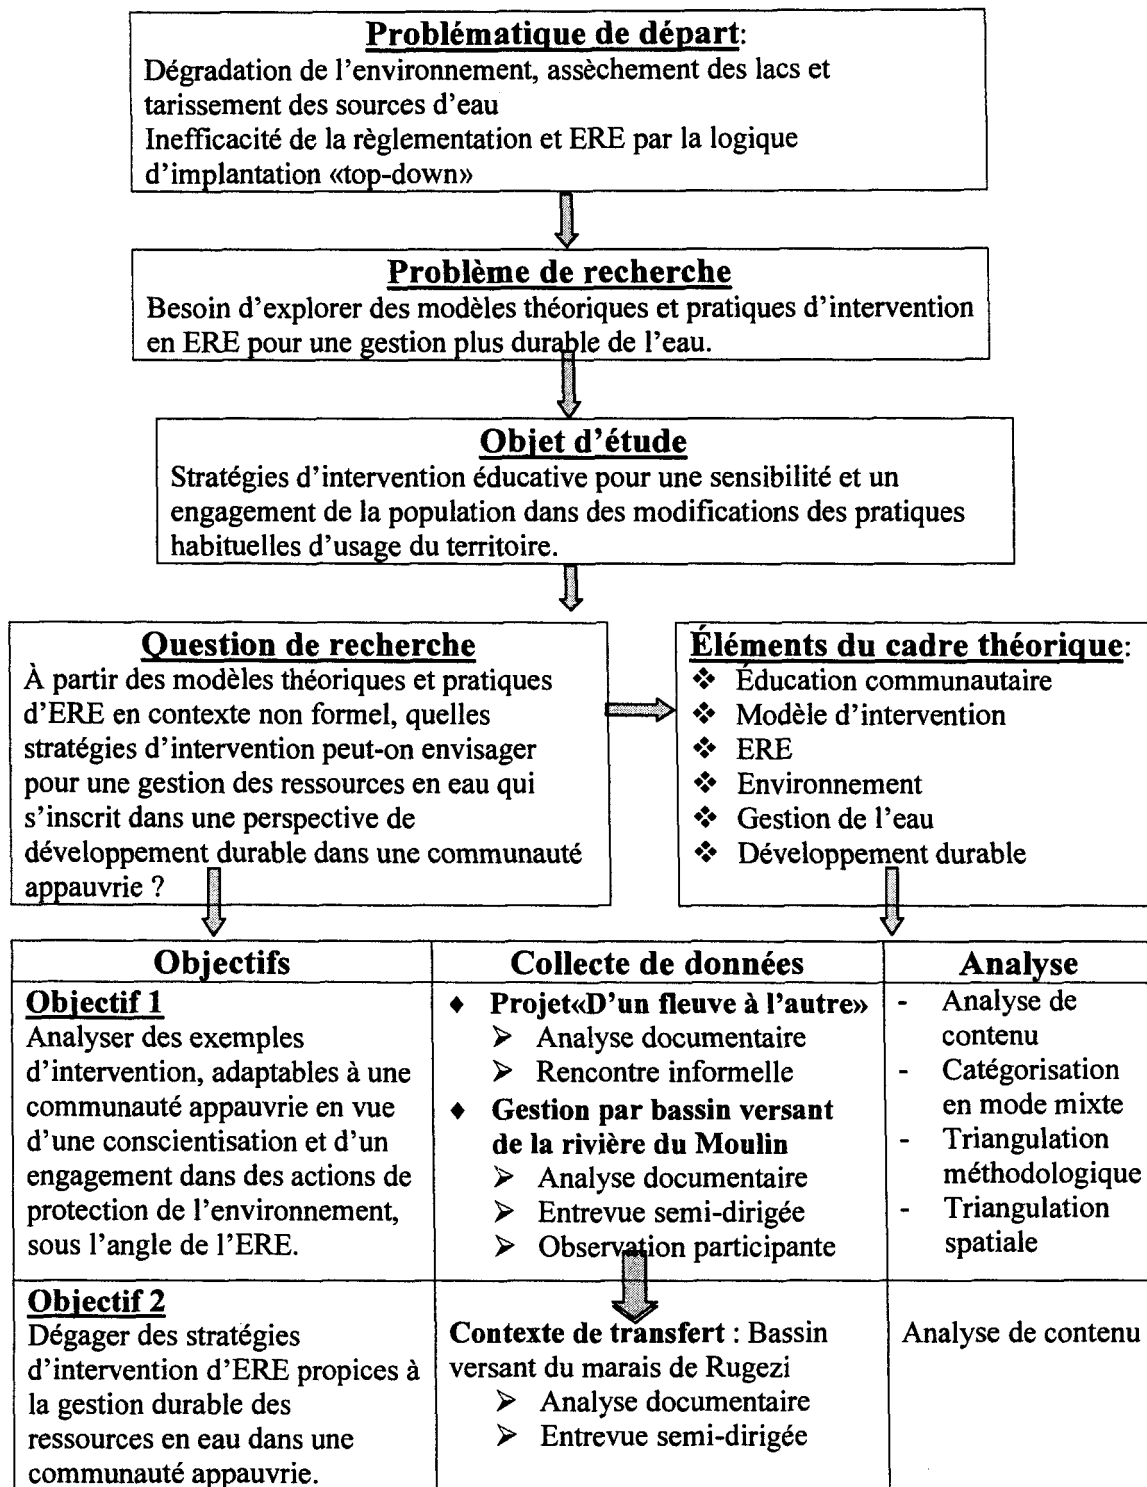 Problématique de départ:
Dégradation de l'environnement, assèchement des lacs et
tarissement des sources d'eau
Inefficacité de la règlementation et ERE par la logique
d'implantation «top-down»
Problème de recherche
Besoin d'explorer des modèles théoriques et pratiques d'intervention
en ERE pour une gestion plus durable de l'eau.
Objet d'étude
Stratégies d'intervention éducative pour une sensibilité et un
engagement de la population dans des modifications des pratiques
habituelles d'usage du territoire.
Question de recherche
À partir des modèles théoriques et pratiques
d'ERE en contexte non formel, quelles
stratégies d'intervention peut-on envisager
pour une gestion des ressources en eau qui
s'inscrit dans une perspective de
développement durable dans une communauté
appauvrie ?
Éléments du cadre théorique:
❖ Éducation communautaire
❖ Modèle d'intervention
❖ ERE
❖ Environnement
❖ Gestion de l'eau
❖ Développement durable
Objectifs
Objectif 1
Analyser des exemples
d'intervention, adaptables à une
communauté appauvrie en vue
d'une conscientisation et d'un
engagement dans des actions de
protection de l'environnement,
sous l'angle de l'ERE.
Collecte de données
♦ Projet«D'un fleuve à l'autre»
➢ Analyse documentaire
➢ Rencontre informelle
♦ Gestion par bassin versant
de la rivière du Moulin
➢ Analyse documentaire
➢ Entrevue semi-dirigée
➢ Observation participante
Analyse
- Analyse de
contenu
- Catégorisation
en mode mixte
- Triangulation
méthodologique
- Triangulation
spatiale
Objectif 2
Dégager des stratégies
d'intervention d'ERE propices à
la gestion durable des
ressources en eau dans une
communauté appauvrie.
Contexte de transfert : Bassin
versant du marais de Rugezi
➢ Analyse documentaire
➢ Entrevue semi-dirigée
Analyse de contenu